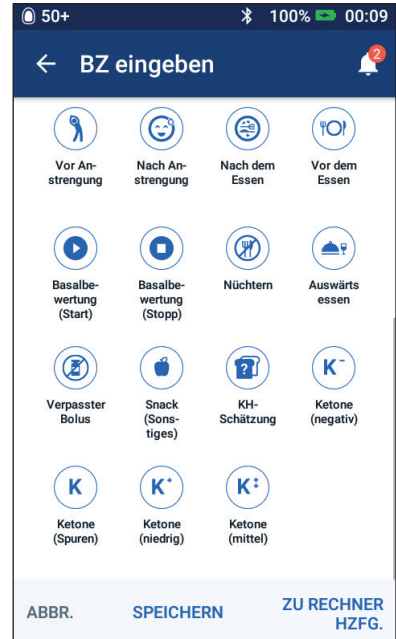 50+ 100% 00:09
BZ eingeben 2
Vor An- Nach An- Nach dem Vor dem
strengung strengung Essen Essen
Basalbe- Basalbe- Nüchtern Auswärts
wertung wertung essen
(Start) (Stopp)
?
Verpasster Snack KH- Ketone
Bolus (Sons- Schätzung (negativ)
tiges)
K⁻
K K⁺ K⁺⁺
Ketone Ketone Ketone
(Spuren) (niedrig) (mittel)
ABBR. SPEICHERN ZU RECHNER
HZFG.